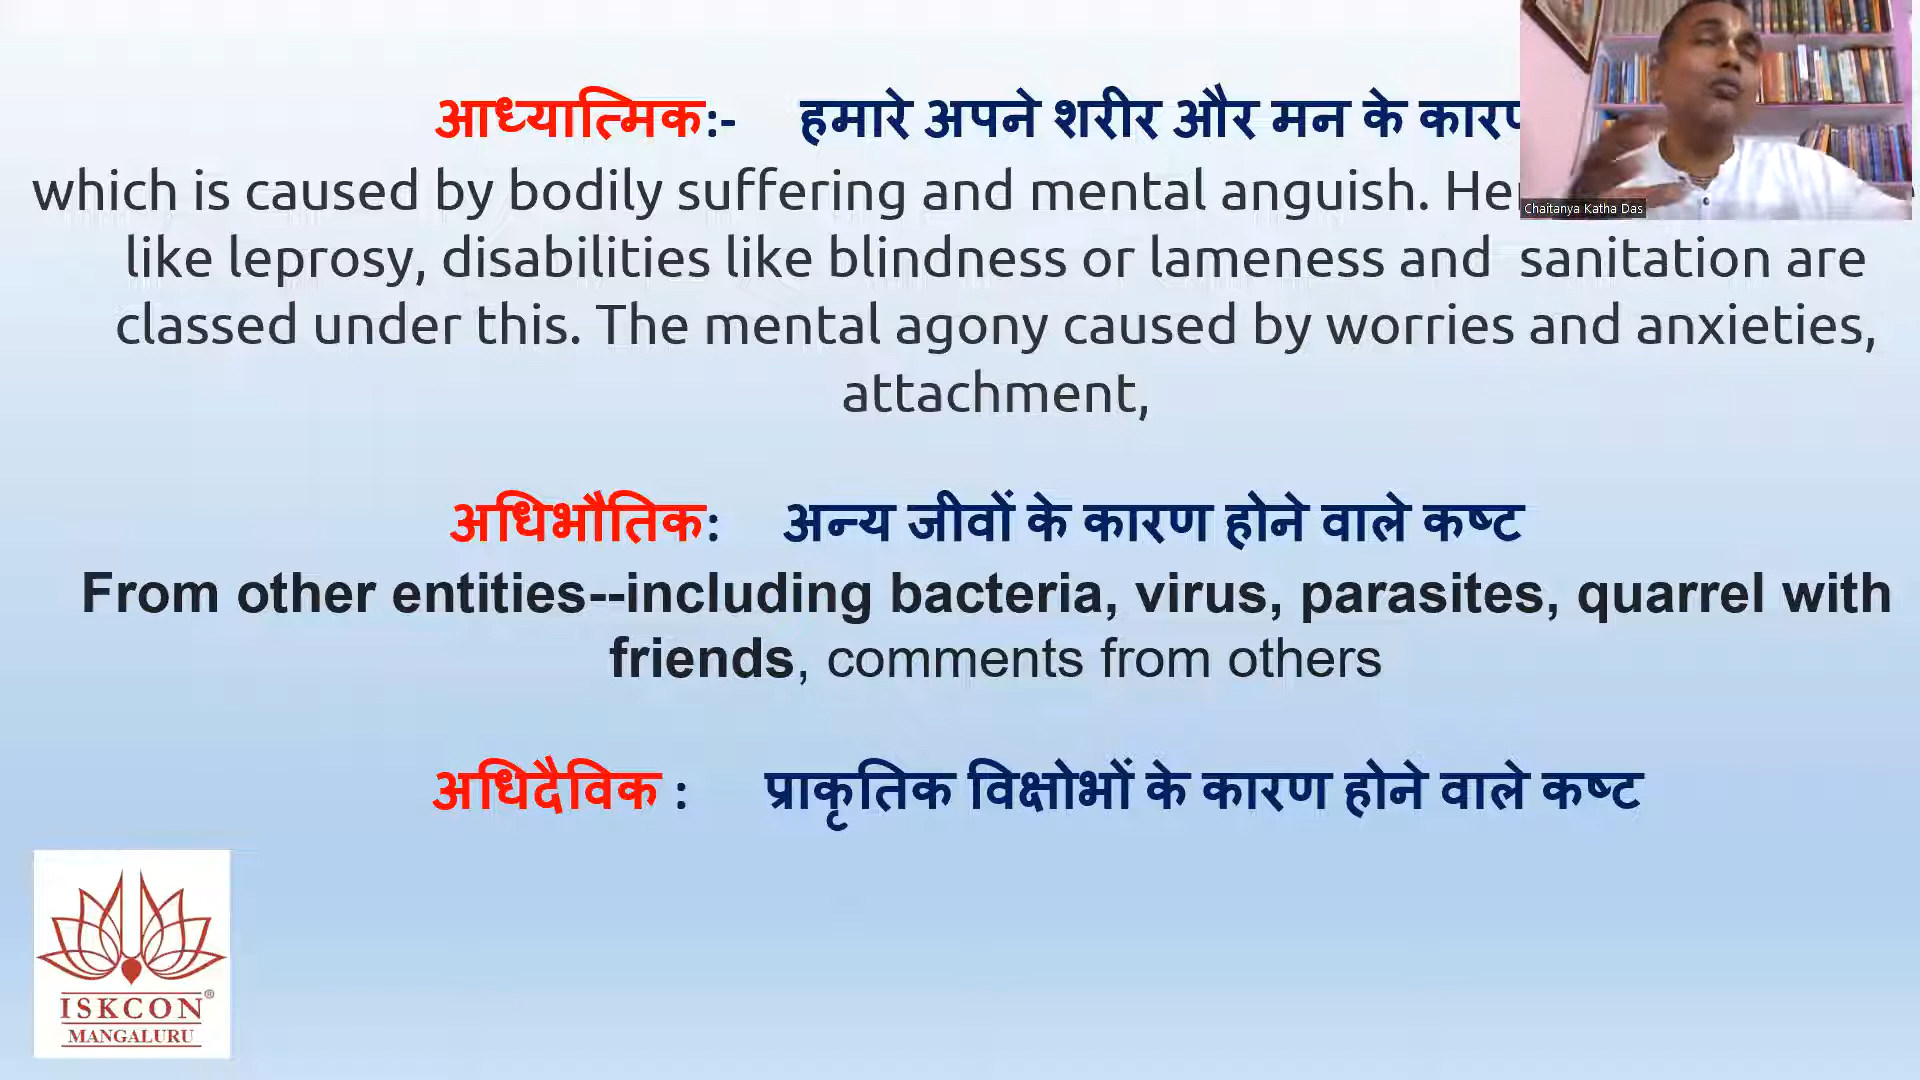 आध्यात्मिक:- हमारे अपने शरीर और मन के
which is caused by bodily suffering and mental anguish.
like leprosy, disabilities like blindness or lameness and sanitation are
classed under this. The mental agony caused by worries and anxieties,
attachment,
अधिभौतिक: अन्य जीवों के कारण होने वाले कष्ट
From other entities--including bacteria, virus, parasites, quarrel with
friends, comments from others
अधिदैविक : प्राकृतिक विक्षोभों के कारण होने वाले कष्ट
Chaitanya Katha Das
ISKCON®
MANGALURU